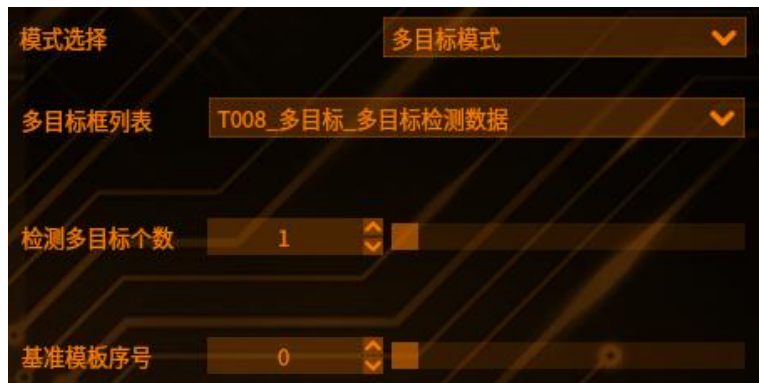 模式选择 多目标模式
多目标框列表 T008_多目标_多目标检测数据
检测多目标个数 1
基准模板序号 0